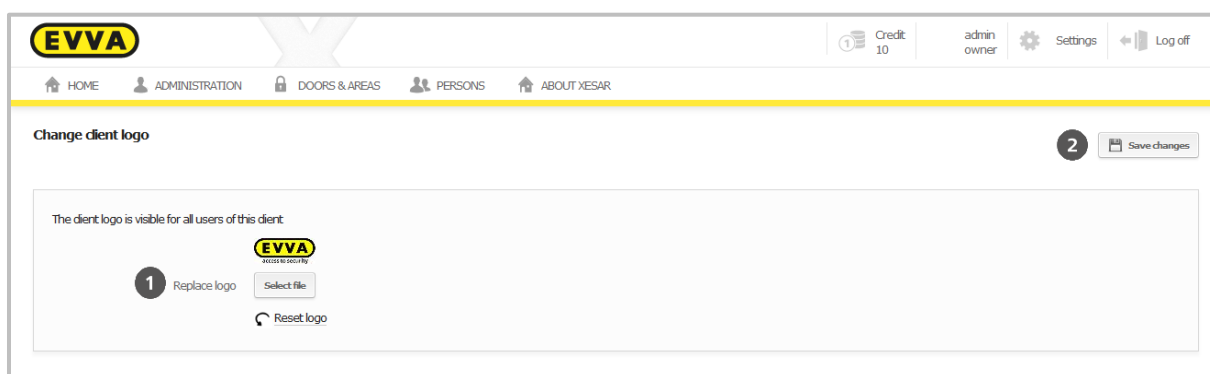 EVVA
Credit
10
admin
owner
Settings
Log off
HOME
ADMINISTRATION
DOORS & AREAS
PERSONS
ABOUT XESAR
Change client logo
2
Save changes
The client logo is visible for all users of this client
EVVA
access to security
1
Replace logo
Select file
Reset logo